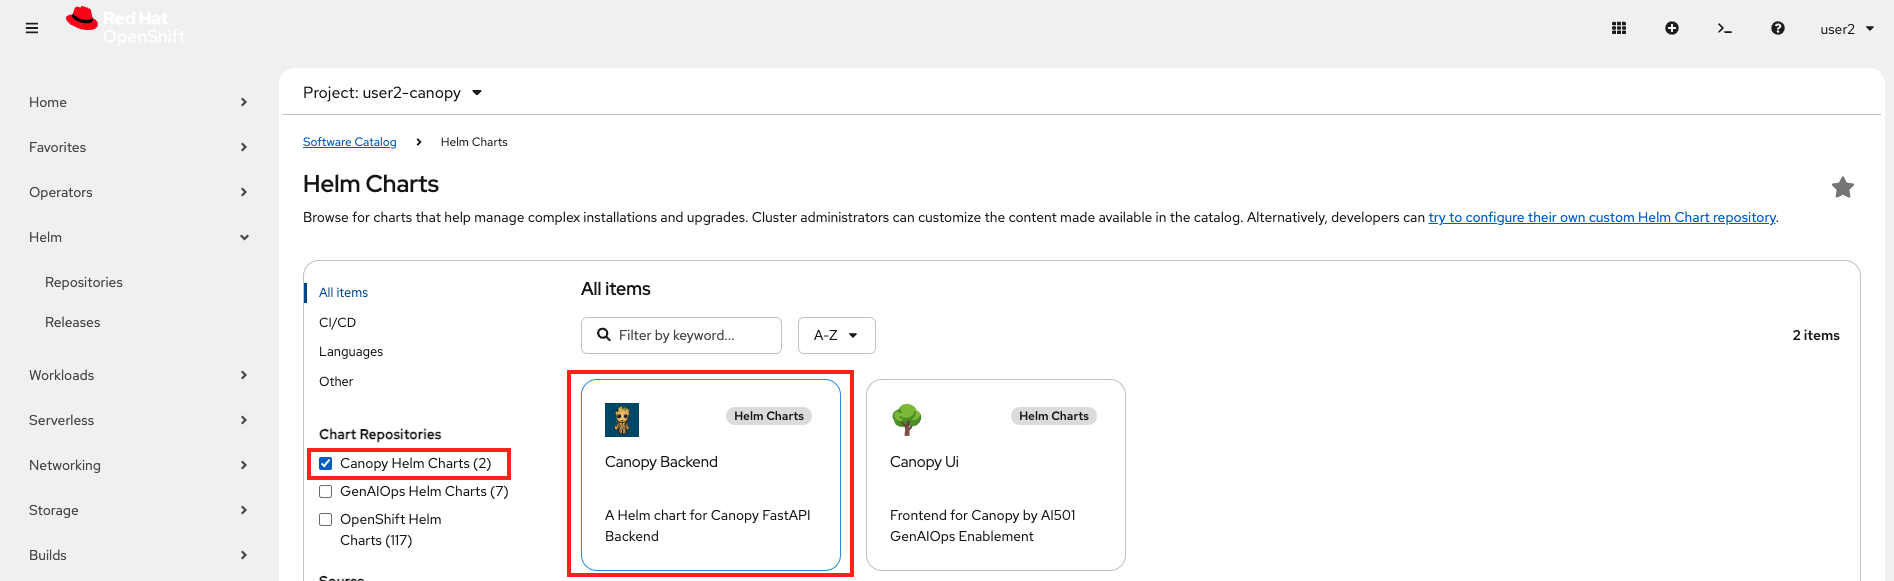 Red Hat
OpenShift
user2
Home
Favorites
Operators
Helm
Repositories
Releases
Workloads
Serverless
Networking
Storage
Builds
Project: user2-canopy
Software Catalog
Helm Charts
Helm Charts
Browse for charts that help manage complex installations and upgrades. Cluster administrators can customize the content made available in the catalog. Alternatively, developers can try to configure their own custom Helm Chart repository.
All items
CI/CD
Languages
Other
Chart Repositories
Canopy Helm Charts (2)
GenAIOps Helm Charts (7)
OpenShift Helm
Charts (117)
Source
All items
Filter by keyword...
A-Z
2 items
Helm Charts
Canopy Backend
A Helm chart for Canopy FastAPI
Backend
Helm Charts
Canopy Ui
Frontend for Canopy by AI501
GenAIOps Enablement